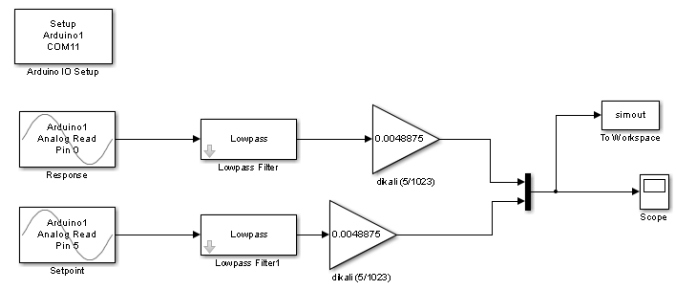 Setup
Arduino1
COM11
Arduino IO Setup
Arduino1
Analog Read
Pin 0
Response
Lowpass
Lowpass Filter
0.0048875
dikali (5/1023)
simout
To Workspace
Scope
Arduino1
Analog Read
Pin 5
Setpoint
Lowpass
Lowpass Filter1
0.0048875
dikali (5/1023)